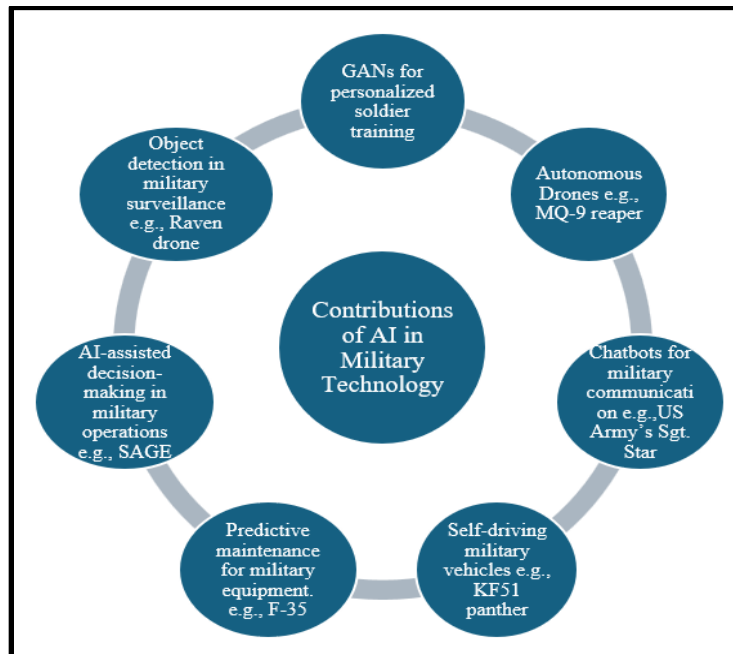 GANs for
personalized
soldier
training
Autonomous
Drones e.g.,
MQ-9 reaper
Chatbots for
military
communicati
on e.g.,US
Army's Sgt.
Star
Self-driving
military
vehicles e.g.,
KF51
panther
Predictive
maintenance
for military
equipment.
e.g., F-35
AI-assisted
decision-
making in
military
operations
e.g., SAGE
Object
detection in
military
surveillance
e.g., Raven
drone
Contributions
of AI in
Military
Technology